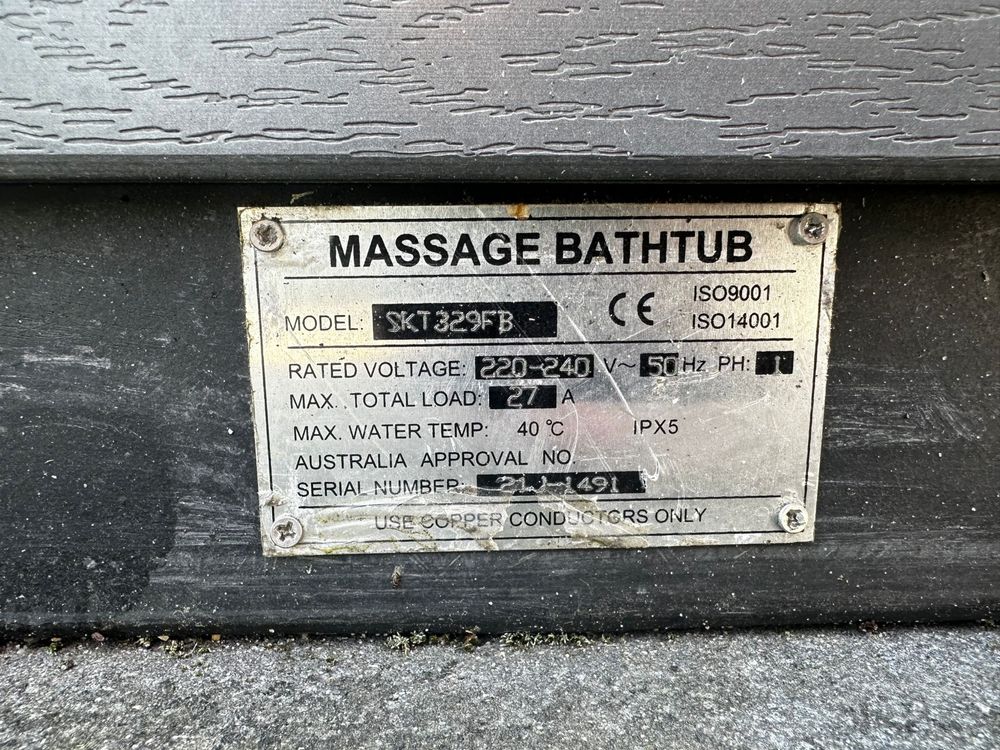 MASSAGE BATHTUB
MODEL: SKT329FB
CE
ISO9001
ISO14001
RATED VOLTAGE: 220-240 V~ 50 Hz PH: 1
MAX. TOTAL LOAD: 27 A
MAX. WATER TEMP: 40 ℃ IPX5
AUSTRALIA APPROVAL NO.
SERIAL NUMBER: 21J-1491
USE COPPER CONDUCTORS ONLY